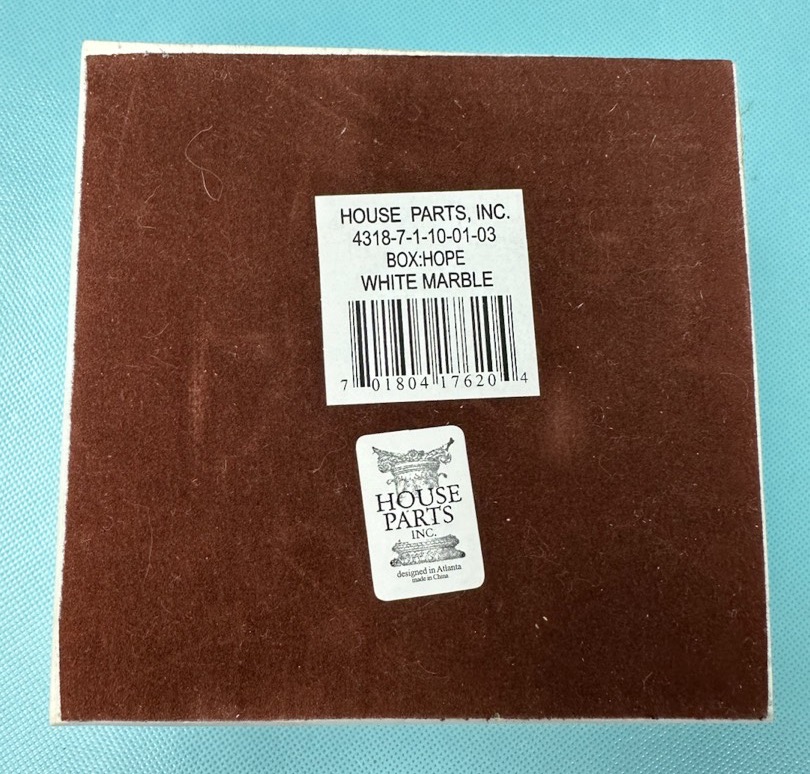 HOUSE PARTS, INC.
4318-7-1-10-01-03
BOX:HOPE
WHITE MARBLE
7 01804 17620 4
HOUSE
PARTS
INC.
designed in Atlanta
made in China